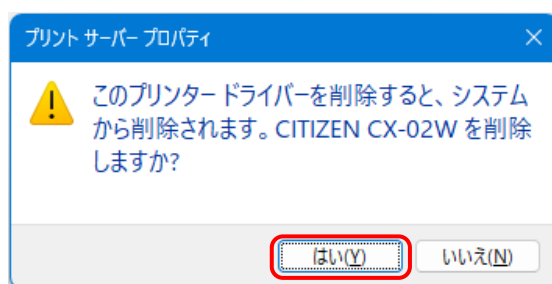 プリント サーバー プロパティ
このプリンター ドライバーを削除すると、システム
から削除されます。CITIZEN CX-02W を削除
しますか?
はい(Y) いいえ(N)